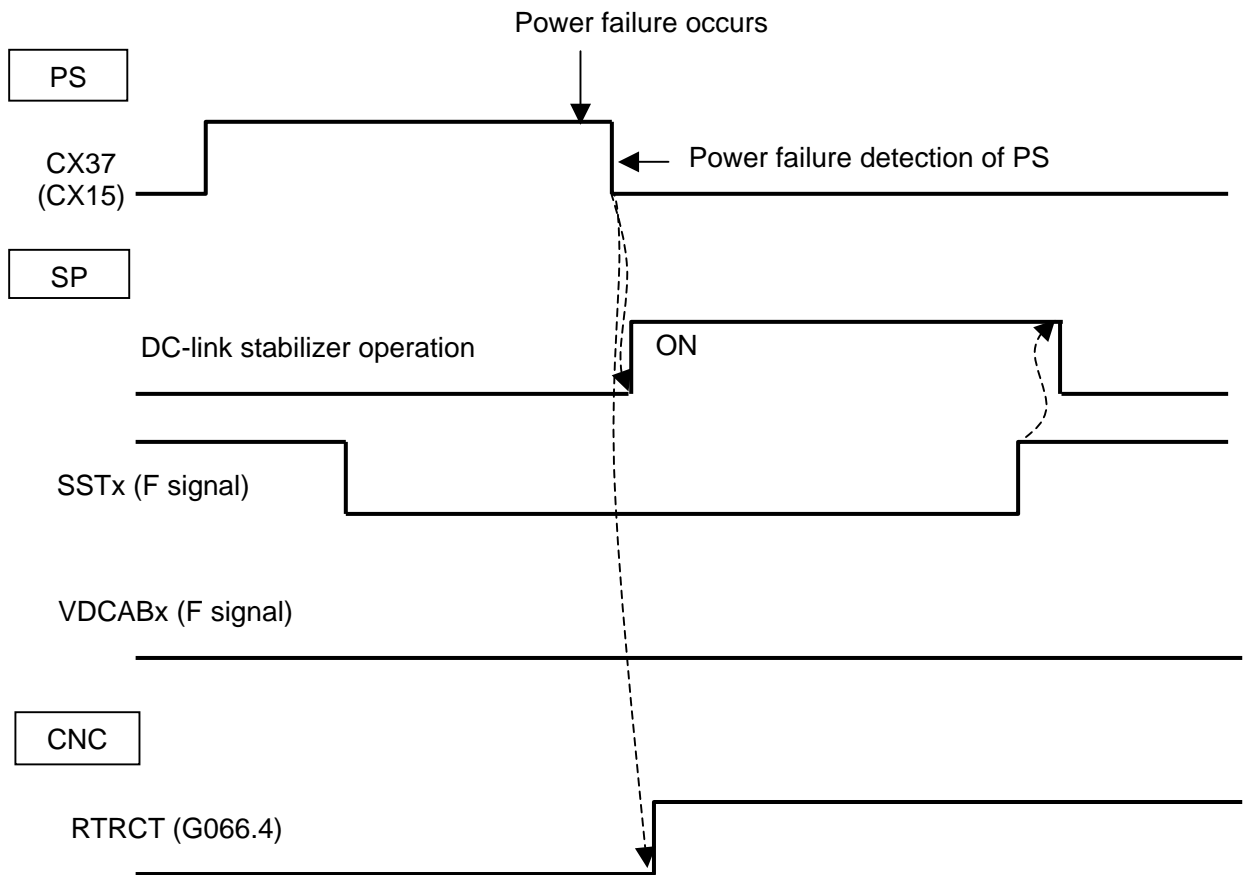 Power failure occurs
PS
CX37
(CX15)
Power failure detection of PS
SP
DC-link stabilizer operation
ON
SSTx (F signal)
VDCABx (F signal)
CNC
RTRCT (G066.4)